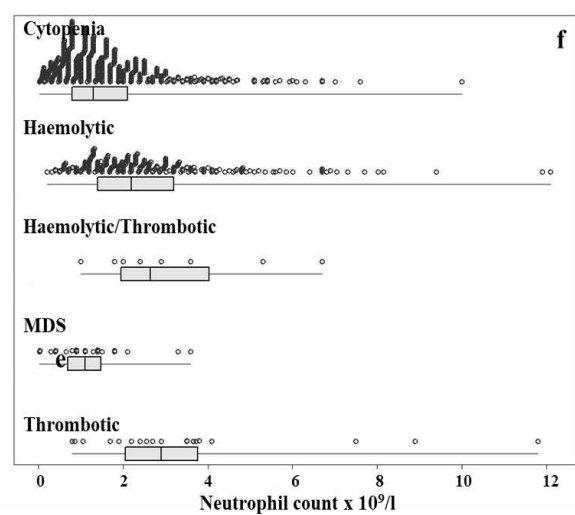 Cytopenia
f
Haemolytic
Haemolytic/Thrombotic
MDS
e
Thrombotic
0 2 4 6 8 10 12
Neutrophil count x 10⁹/l